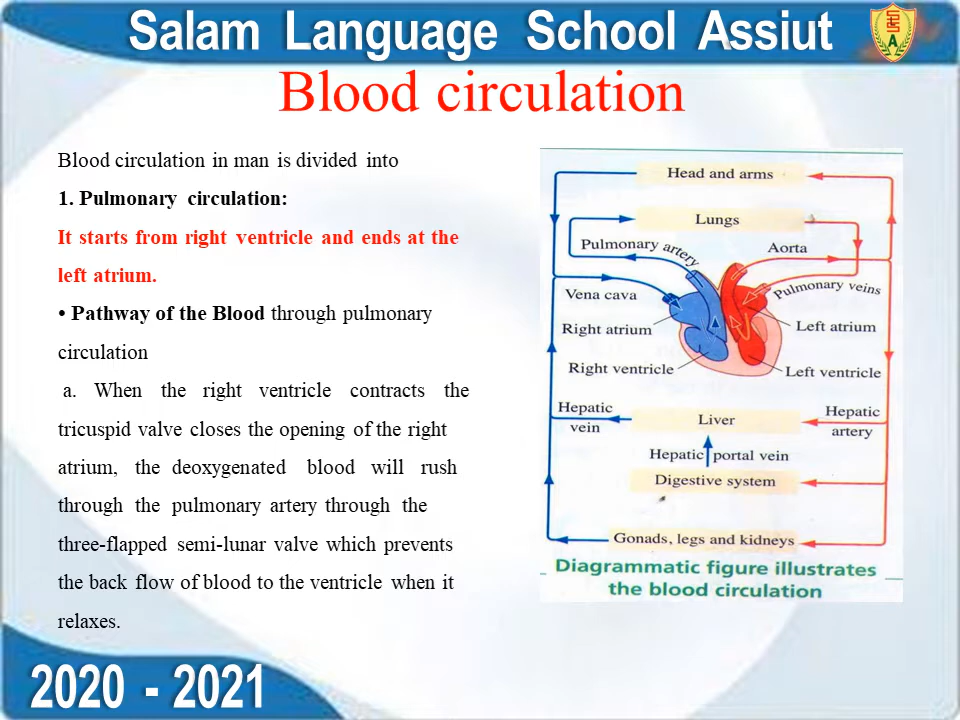 Salam Language School Assiut
Blood circulation
Blood circulation in man is divided into
1. Pulmonary circulation:
It starts from right ventricle and ends at the
left atrium.
• Pathway of the Blood through pulmonary
circulation
a. When the right ventricle contracts the
tricuspid valve closes the opening of the right
atrium, the deoxygenated blood will rush
through the pulmonary artery through the
three-flapped semi-lunar valve which prevents
the back flow of blood to the ventricle when it
relaxes.
Head and arms
Lungs
Pulmonary artery
Aorta
Vena cava
Pulmonary veins
Right atrium
Left atrium
Right ventricle
Left ventricle
Hepatic
vein
Liver
Hepatic
artery
Hepatic portal vein
Digestive system
Gonads, legs and kidneys
Diagrammatic figure illustrates
the blood circulation
2020 - 2021